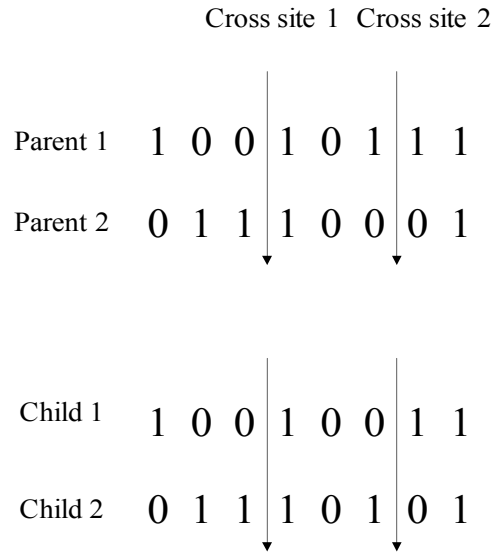 Cross site 1 Cross site 2
Parent 1 1 0 0 1 0 1 1 1
Parent 2 0 1 1 1 0 0 0 1
Child 1 1 0 0 1 0 0 1 1
Child 2 0 1 1 1 0 1 0 1